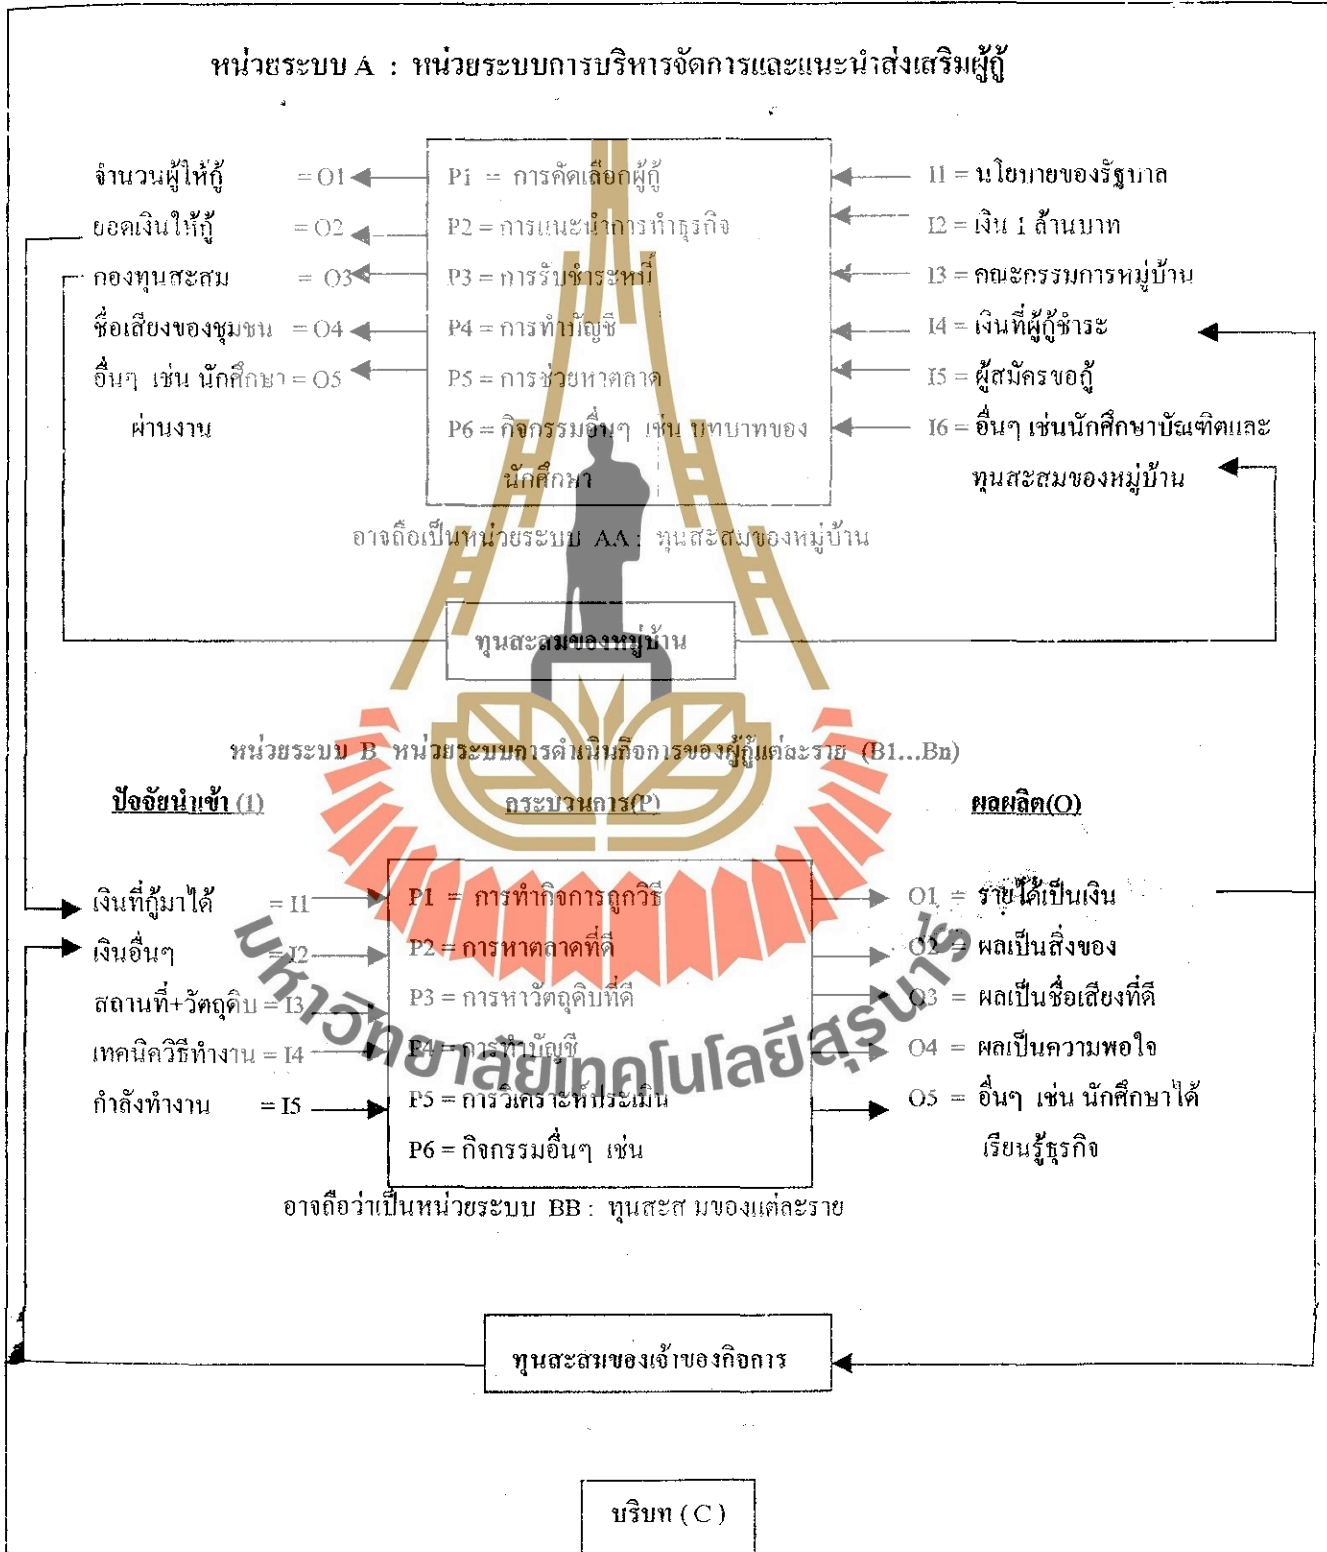 หน่วยระบบ A : หน่วยระบบการบริหารจัดการและแนะนำส่งเสริมผู้กู้
จำนวนผู้ให้กู้ = O1 P1 = การคัดเลือกผู้กู้ I1 = นโยบายของรัฐบาล
ยอดเงินให้กู้ = O2 P2 = การแนะนำการทำธุรกิจ I2 = เงิน 1 ล้านบาท
กองทุนสะสม = O3 P3 = การรับชำระหนี้ I3 = คณะกรรมการหมู่บ้าน
ชื่อเสียงของชุมชน = O4 P4 = การทำบัญชี I4 = เงินที่ผู้กู้ชำระ
อื่นๆ เช่น นักศึกษา = O5 P5 = การช่วยหาตลาด I5 = ผู้สมัครขอกู้
ผ่านงาน P6 = กิจกรรมอื่นๆ เช่น บทบาทของ I6 = อื่นๆ เช่นนักศึกษาบัณฑิตและ
นักศึกษา ทุนสะสมของหมู่บ้าน
อาจถือเป็นหน่วยระบบ AA : ทุนสะสมของหมู่บ้าน
ทุนสะสมของหมู่บ้าน
หน่วยระบบ B หน่วยระบบการดำเนินกิจการของผู้กู้แต่ละราย (B1...Bn)
ปัจจัยนำเข้า (1) กระบวนการ(P) ผลผลิต(O)
เงินที่กู้มาได้ = I1 P1 = การทำกิจการถูกวิธี O1 = รายได้เป็นเงิน
เงินอื่นๆ = I2 P2 = การหาตลาดที่ดี O2 = ผลเป็นสิ่งของ
สถานที่+วัตถุดิบ = I3 P3 = การหาวัตถุดิบที่ดี O3 = ผลเป็นชื่อเสียงที่ดี
เทคนิควิธีทำงาน = I4 P4 = การทำบัญชี O4 = ผลเป็นความพอใจ
กำลังทำงาน = I5 P5 = การวิเคราะห์ประเมิน O5 = อื่นๆ เช่น นักศึกษาได้
P6 = กิจกรรมอื่นๆ เช่น เรียนรู้ธุรกิจ
มหาวิทยาลัยเทคโนโลยีสุรนารี
อาจถือว่าเป็นหน่วยระบบ BB : ทุนสะสมของแต่ละราย
ทุนสะสมของเจ้าของกิจการ
บริบท ( C )